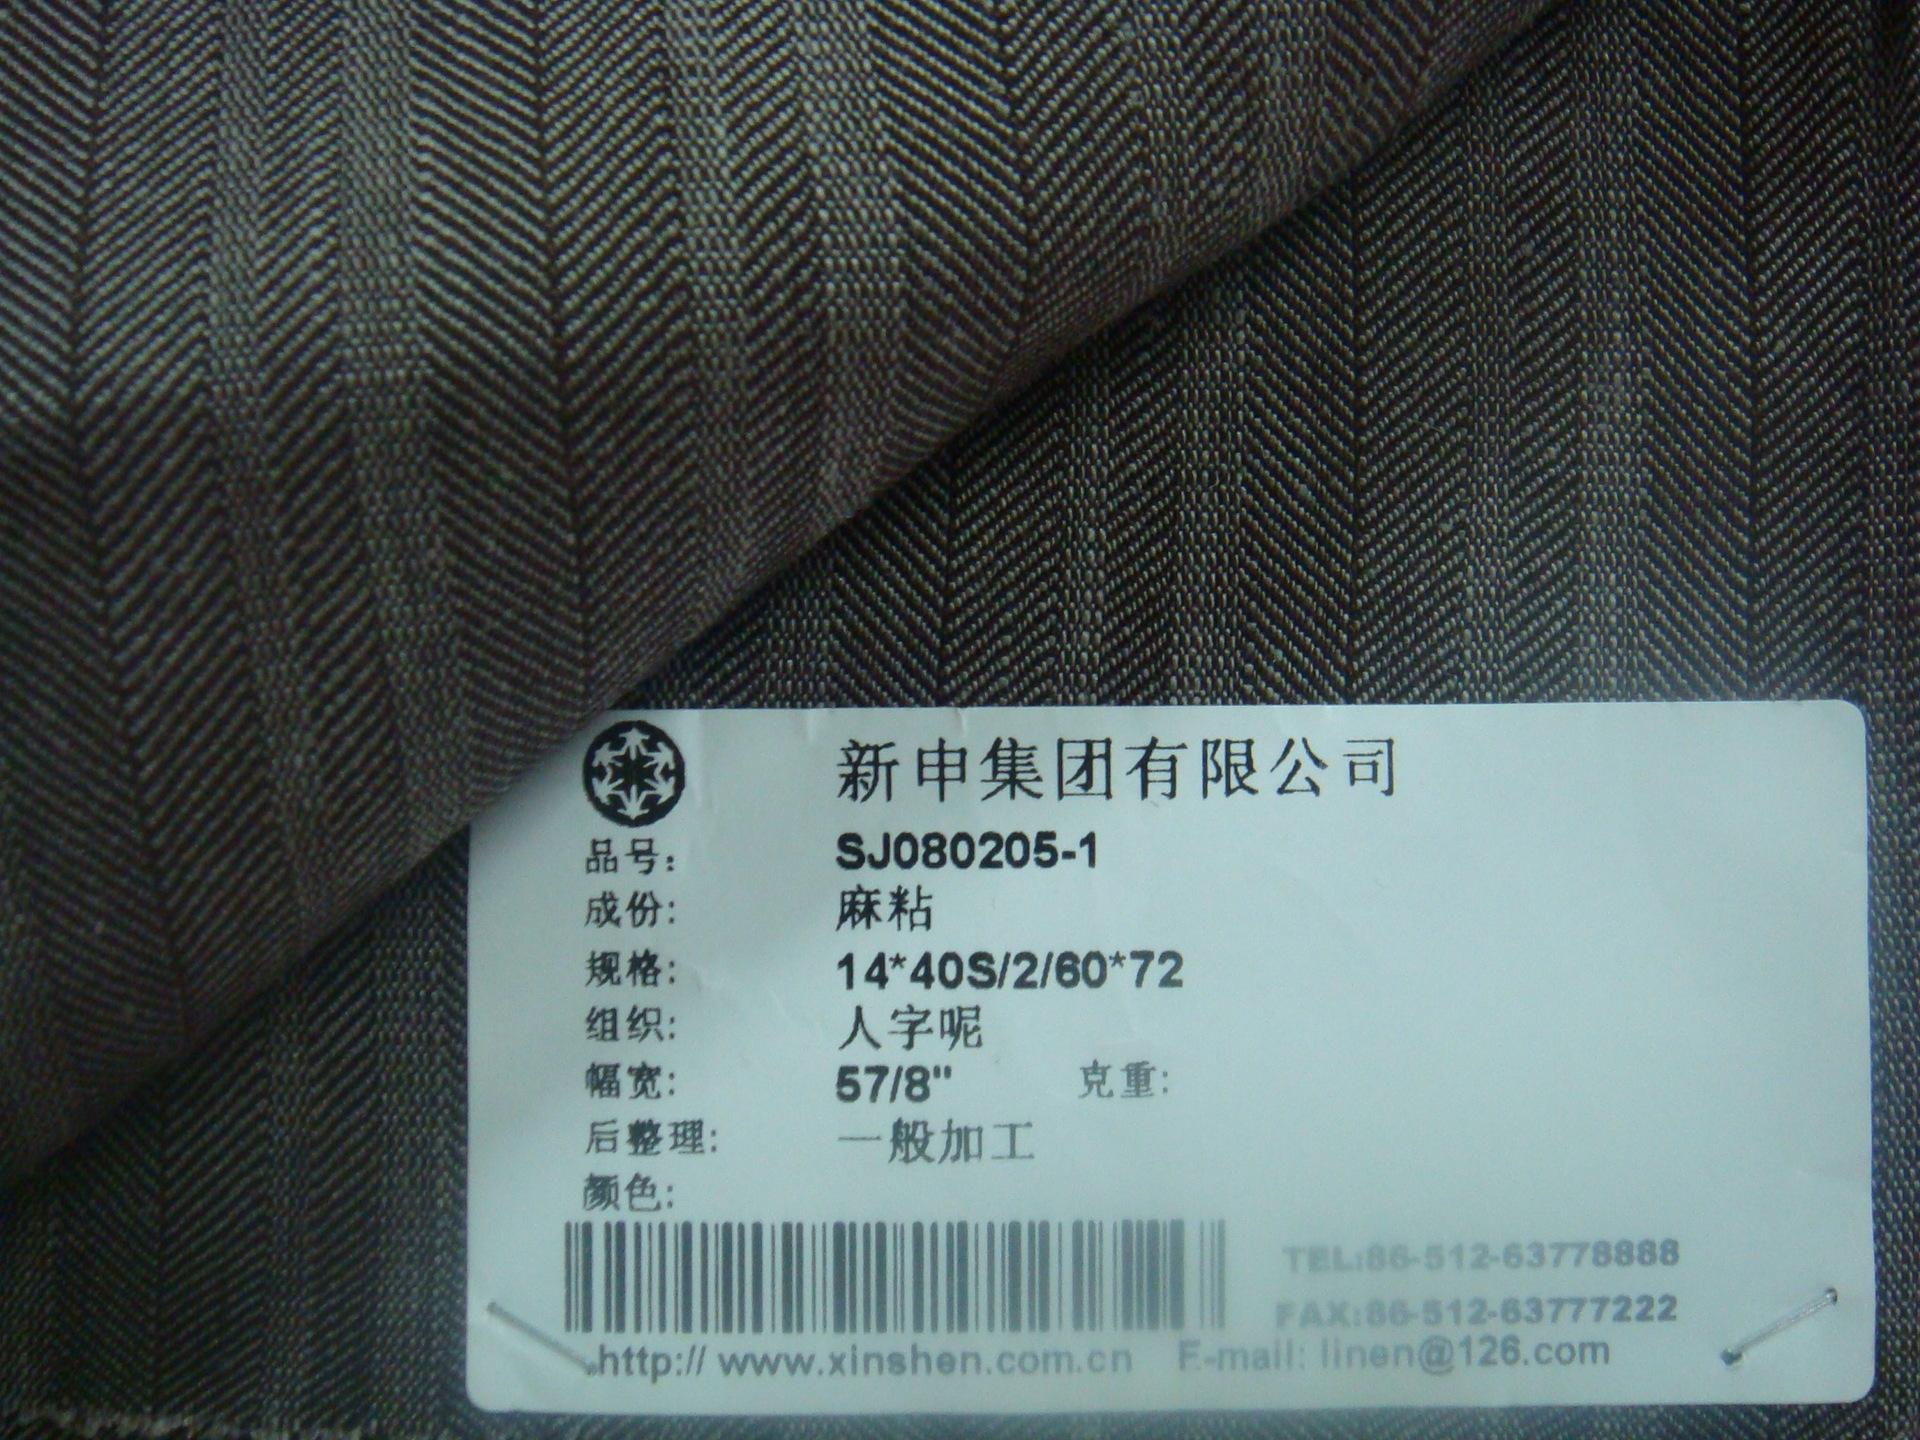 新申集团有限公司
品号: SJ080205-1
成份: 麻粘
规格: 14*40S/2/60*72
组织: 人字呢
幅宽: 57/8" 克重:
后整理: 一般加工
颜色:
TEL:86-512-63778888
FAX:86-512-63777222
http:// www.xinshen.com.cn E-mail: linen@126.com